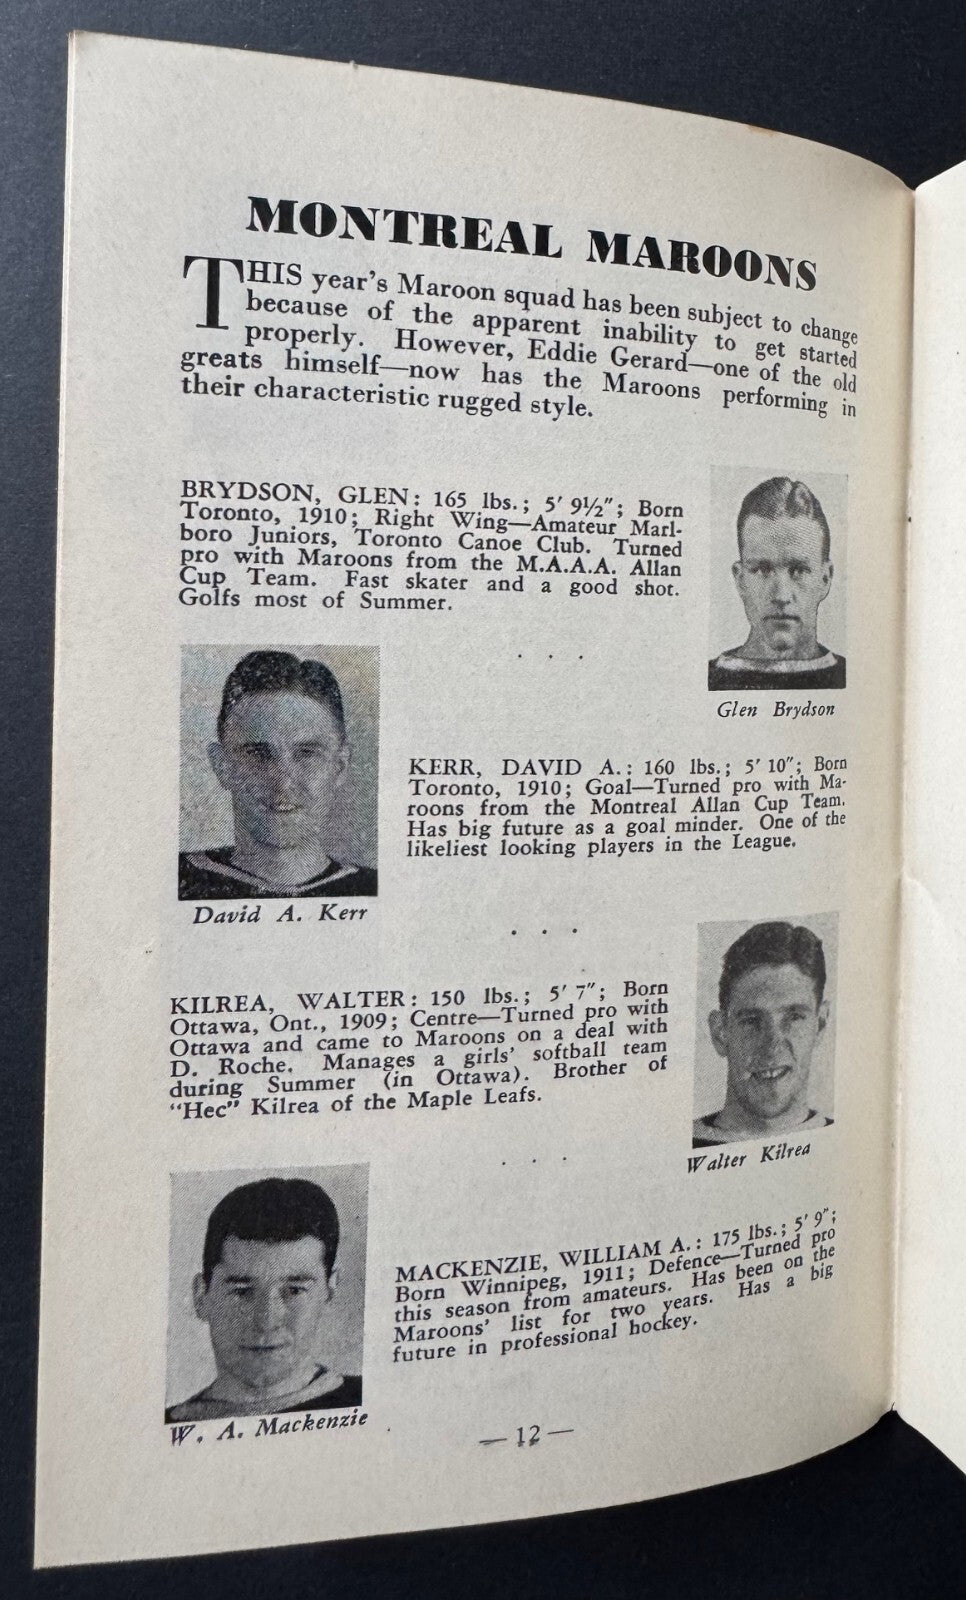 MONTREAL MAROONS
THIS year's Maroon squad has been subject to change
because of the apparent inability to get started
properly. However, Eddie Gerard—one of the old
greats himself—now has the Maroons performing in
their characteristic rugged style.
BRYDSON, GLEN: 165 lbs.; 5' 9½"; Born
Toronto, 1910; Right Wing—Amateur Marl-
boro Juniors, Toronto Canoe Club. Turned
pro with Maroons from the M.A.A.A. Allan
Cup Team. Fast skater and a good shot.
Golfs most of Summer.
Glen Brydson
. . .
KERR, DAVID A.: 160 lbs.; 5' 10"; Born
Toronto, 1910; Goal—Turned pro with Ma-
roons from the Montreal Allan Cup Team.
Has big future as a goal minder. One of the
likeliest looking players in the League.
David A. Kerr
. . .
KILREA, WALTER: 150 lbs.; 5' 7"; Born
Ottawa, Ont., 1909; Centre—Turned pro with
Ottawa and came to Maroons on a deal with
D. Roche. Manages a girls' softball team
during Summer (in Ottawa). Brother of
"Hec" Kilrea of the Maple Leafs.
Walter Kilrea
. . .
MACKENZIE, WILLIAM A.: 175 lbs.; 5' 9";
Born Winnipeg, 1911; Defence—Turned pro
this season from amateurs. Has been on the
Maroons' list for two years. Has a big
future in professional hockey.
W. A. Mackenzie
—12—